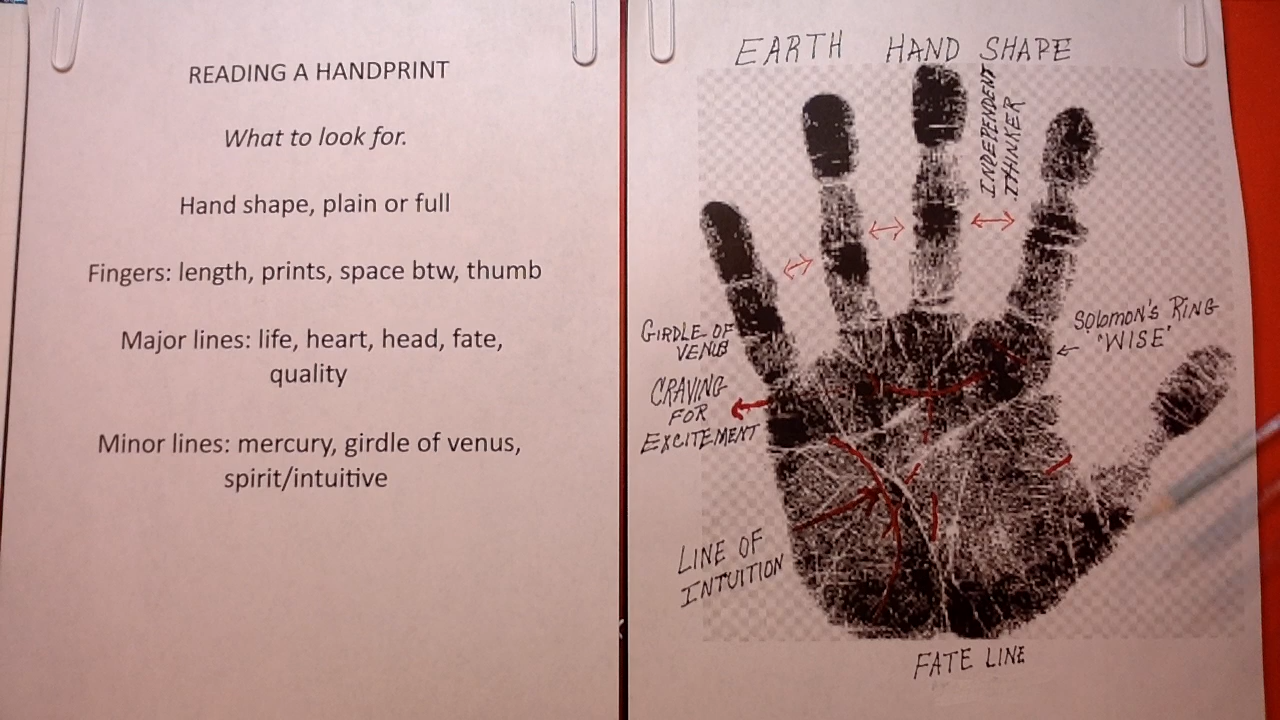 READING A HANDPRINT
What to look for.
Hand shape, plain or full
Fingers: length, prints, space btw, thumb
Major lines: life, heart, head, fate,
quality
Minor lines: mercury, girdle of venus,
spirit/intuitive
EARTH HAND SHAPE
INDEPENDENT
THINKER
SOLOMON'S RING
"WISE"
GIRDLE OF
VENUS
CRAVING
FOR
EXCITEMENT
LINE OF
INTUITION
FATE LINE